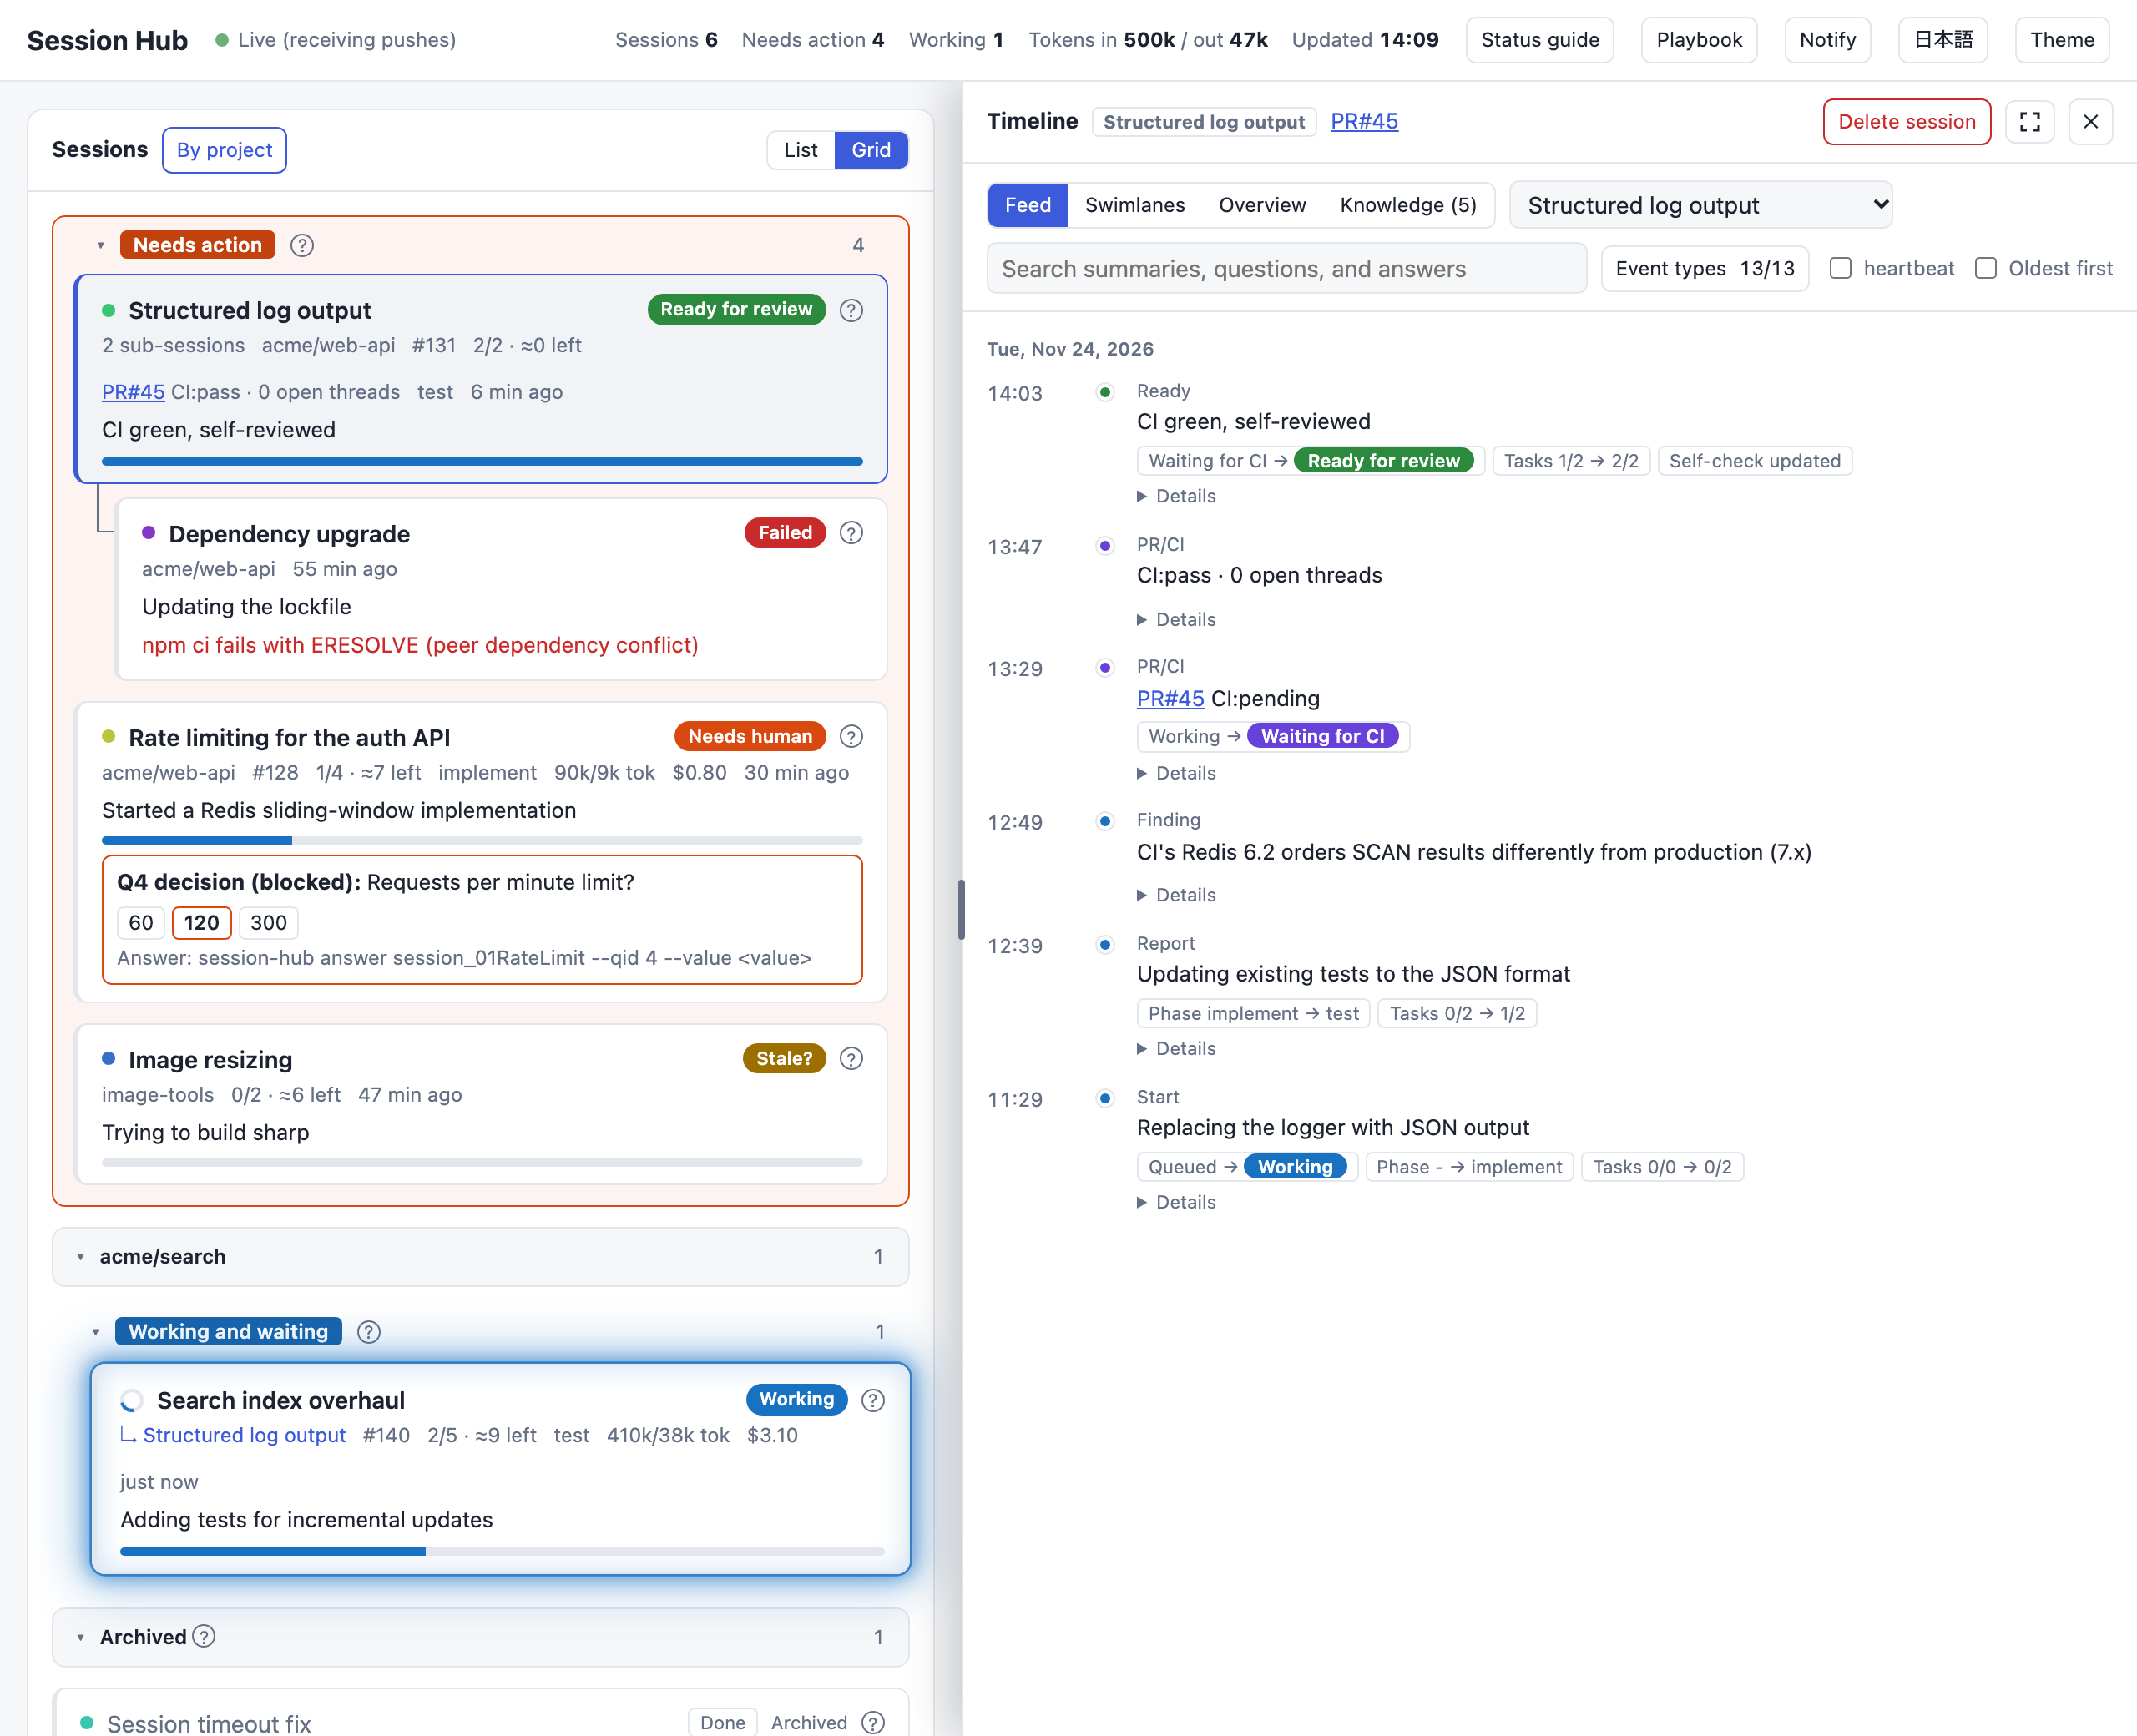 Session Hub
Live (receiving pushes)
Sessions 6 Needs action 4 Working 1 Tokens in 500k / out 47k Updated 14:09
Status guide
Playbook
Notify
日本語
Theme
Sessions
By project
List
Grid
Needs action
?
4
Structured log output
Ready for review
?
2 sub-sessions acme/web-api #131 2/2 · ≈0 left
PR#45 CI:pass · 0 open threads test 6 min ago
CI green, self-reviewed
Dependency upgrade
Failed
?
acme/web-api 55 min ago
Updating the lockfile
npm ci fails with ERESOLVE (peer dependency conflict)
Rate limiting for the auth API
Needs human
?
acme/web-api #128 1/4 · ≈7 left implement 90k/9k tok $0.80 30 min ago
Started a Redis sliding-window implementation
Q4 decision (blocked): Requests per minute limit?
60 120 300
Answer: session-hub answer session_01RateLimit --qid 4 --value <value>
Image resizing
Stale?
?
image-tools 0/2 · ≈6 left 47 min ago
Trying to build sharp
acme/search
1
Working and waiting
?
1
Search index overhaul
Working
?
Structured log output #140 2/5 · ≈9 left test 410k/38k tok $3.10
just now
Adding tests for incremental updates
Archived
?
1
Session timeout fix
Done
Archived
?
Timeline
Structured log output
PR#45
Delete session
Feed
Swimlanes
Overview
Knowledge (5)
Structured log output
Search summaries, questions, and answers
Event types 13/13
heartbeat
Oldest first
Tue, Nov 24, 2026
14:03
Ready
CI green, self-reviewed
Waiting for CI → Ready for review
Tasks 1/2 → 2/2
Self-check updated
Details
13:47
PR/CI
CI:pass · 0 open threads
Details
13:29
PR/CI
PR#45 CI:pending
Working → Waiting for CI
Details
12:49
Finding
CI's Redis 6.2 orders SCAN results differently from production (7.x)
Details
12:39
Report
Updating existing tests to the JSON format
Phase implement → test
Tasks 0/2 → 1/2
Details
11:29
Start
Replacing the logger with JSON output
Queued → Working
Phase - → implement
Tasks 0/0 → 0/2
Details